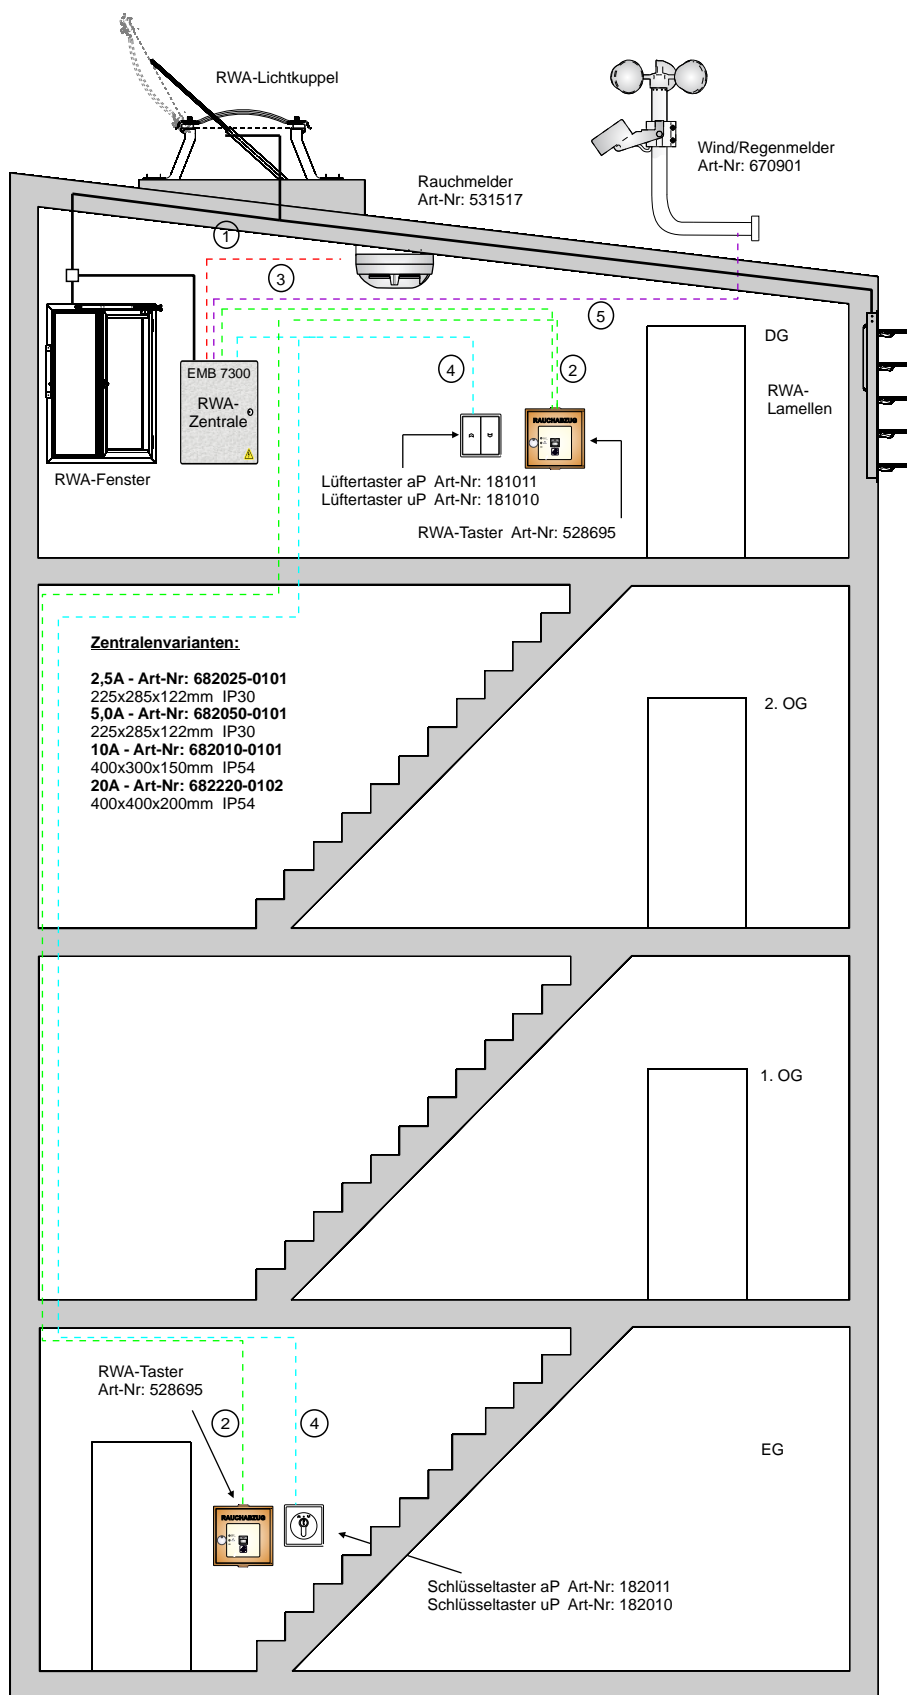 RWA-Lichtkuppel
Wind/Regenmelder
Art-Nr: 670901
Rauchmelder
Art-Nr: 531517
1
3
5
DG
EMB 7300
RWA-
Zentrale
4
2
RWA-
Lamellen
RAUCHABZUG
RWA-Fenster
Lüftertaster aP  Art-Nr: 181011
Lüftertaster uP  Art-Nr: 181010
RWA-Taster  Art-Nr: 528695
Zentralenvarianten:
2,5A - Art-Nr: 682025-0101
225x285x122mm  IP30
5,0A - Art-Nr: 682050-0101
225x285x122mm  IP30
10A - Art-Nr: 682010-0101
400x300x150mm  IP54
20A - Art-Nr: 682220-0102
400x400x200mm  IP54
2. OG
1. OG
RWA-Taster
Art-Nr: 528695
2
4
EG
RAUCHABZUG
Schlüsseltaster aP  Art-Nr: 182011
Schlüsseltaster uP  Art-Nr: 182010